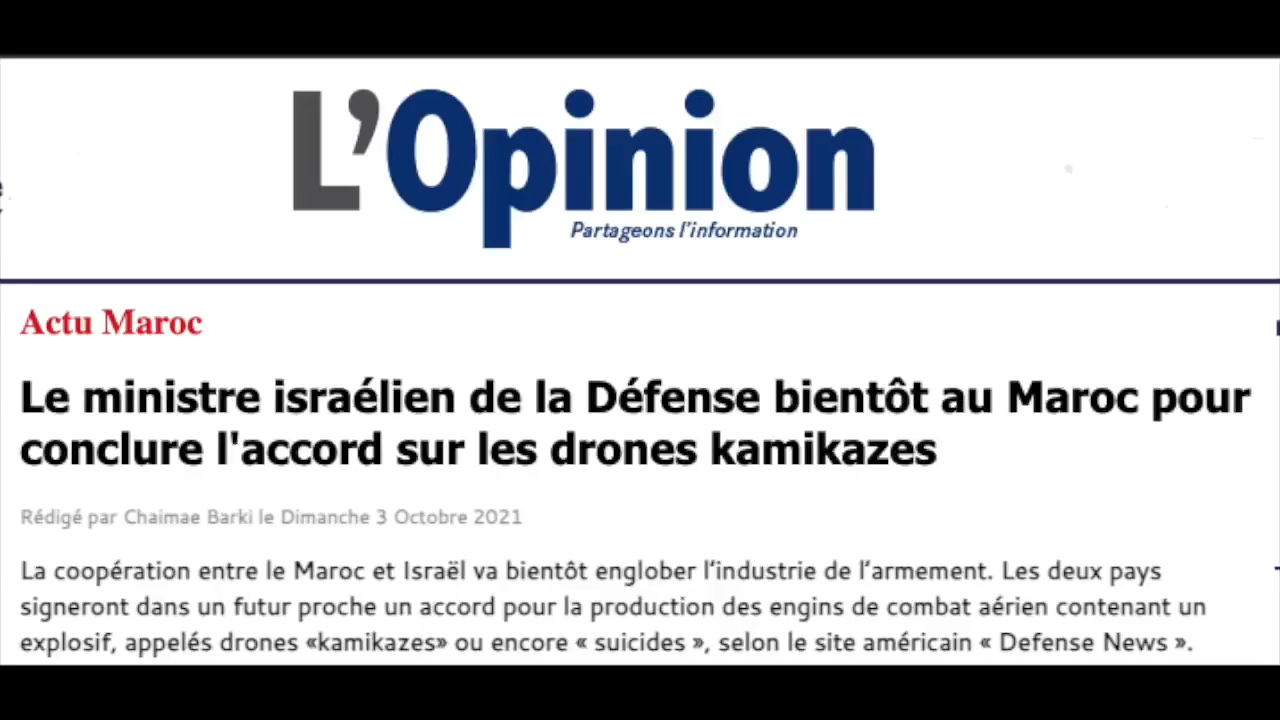 L'Opinion
Partageons l'information
Actu Maroc
Le ministre israélien de la Défense bientôt au Maroc pour
conclure l'accord sur les drones kamikazes
Rédigé par Chaimae Barki le Dimanche 3 Octobre 2021
La coopération entre le Maroc et Israël va bientôt englober l’industrie de l’armement. Les deux pays
signeront dans un futur proche un accord pour la production des engins de combat aérien contenant un
explosif, appelés drones «kamikazes» ou encore « suicides », selon le site américain « Defense News ».